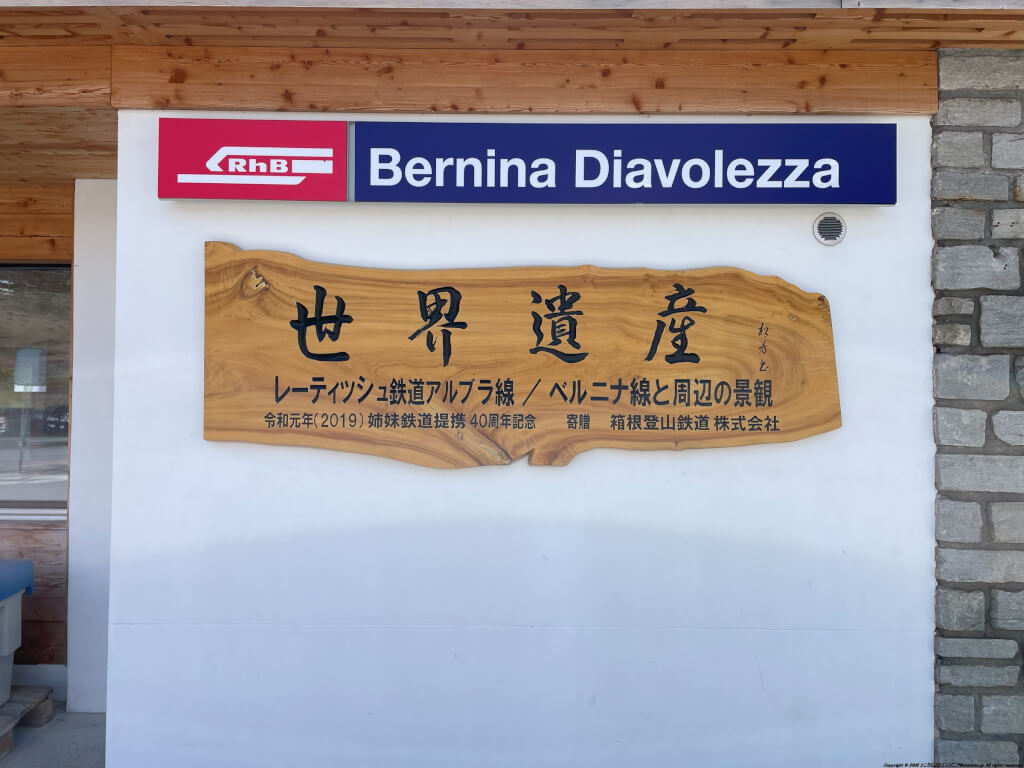 RhB Bernina Diavolezza
世界遺産
レーティッシュ鉄道アルブラ線 / ベルニナ線と周辺の景観
令和元年(2019) 姉妹鉄道提携 40周年記念 寄贈 箱根登山鉄道 株式会社